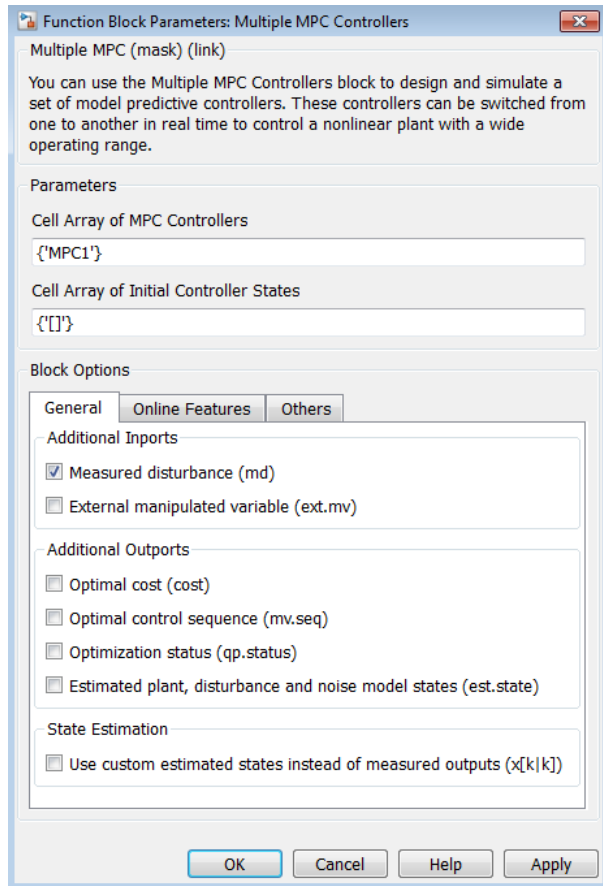 Function Block Parameters: Multiple MPC Controllers
Multiple MPC (mask) (link)
You can use the Multiple MPC Controllers block to design and simulate a
set of model predictive controllers. These controllers can be switched from
one to another in real time to control a nonlinear plant with a wide
operating range.
Parameters
Cell Array of MPC Controllers
{'MPC1'}
Cell Array of Initial Controller States
{'[]'}
Block Options
General Online Features Others
Additional Inports
Measured disturbance (md)
External manipulated variable (ext.mv)
Additional Outports
Optimal cost (cost)
Optimal control sequence (mv.seq)
Optimization status (qp.status)
Estimated plant, disturbance and noise model states (est.state)
State Estimation
Use custom estimated states instead of measured outputs (x[k|k])
OK Cancel Help Apply